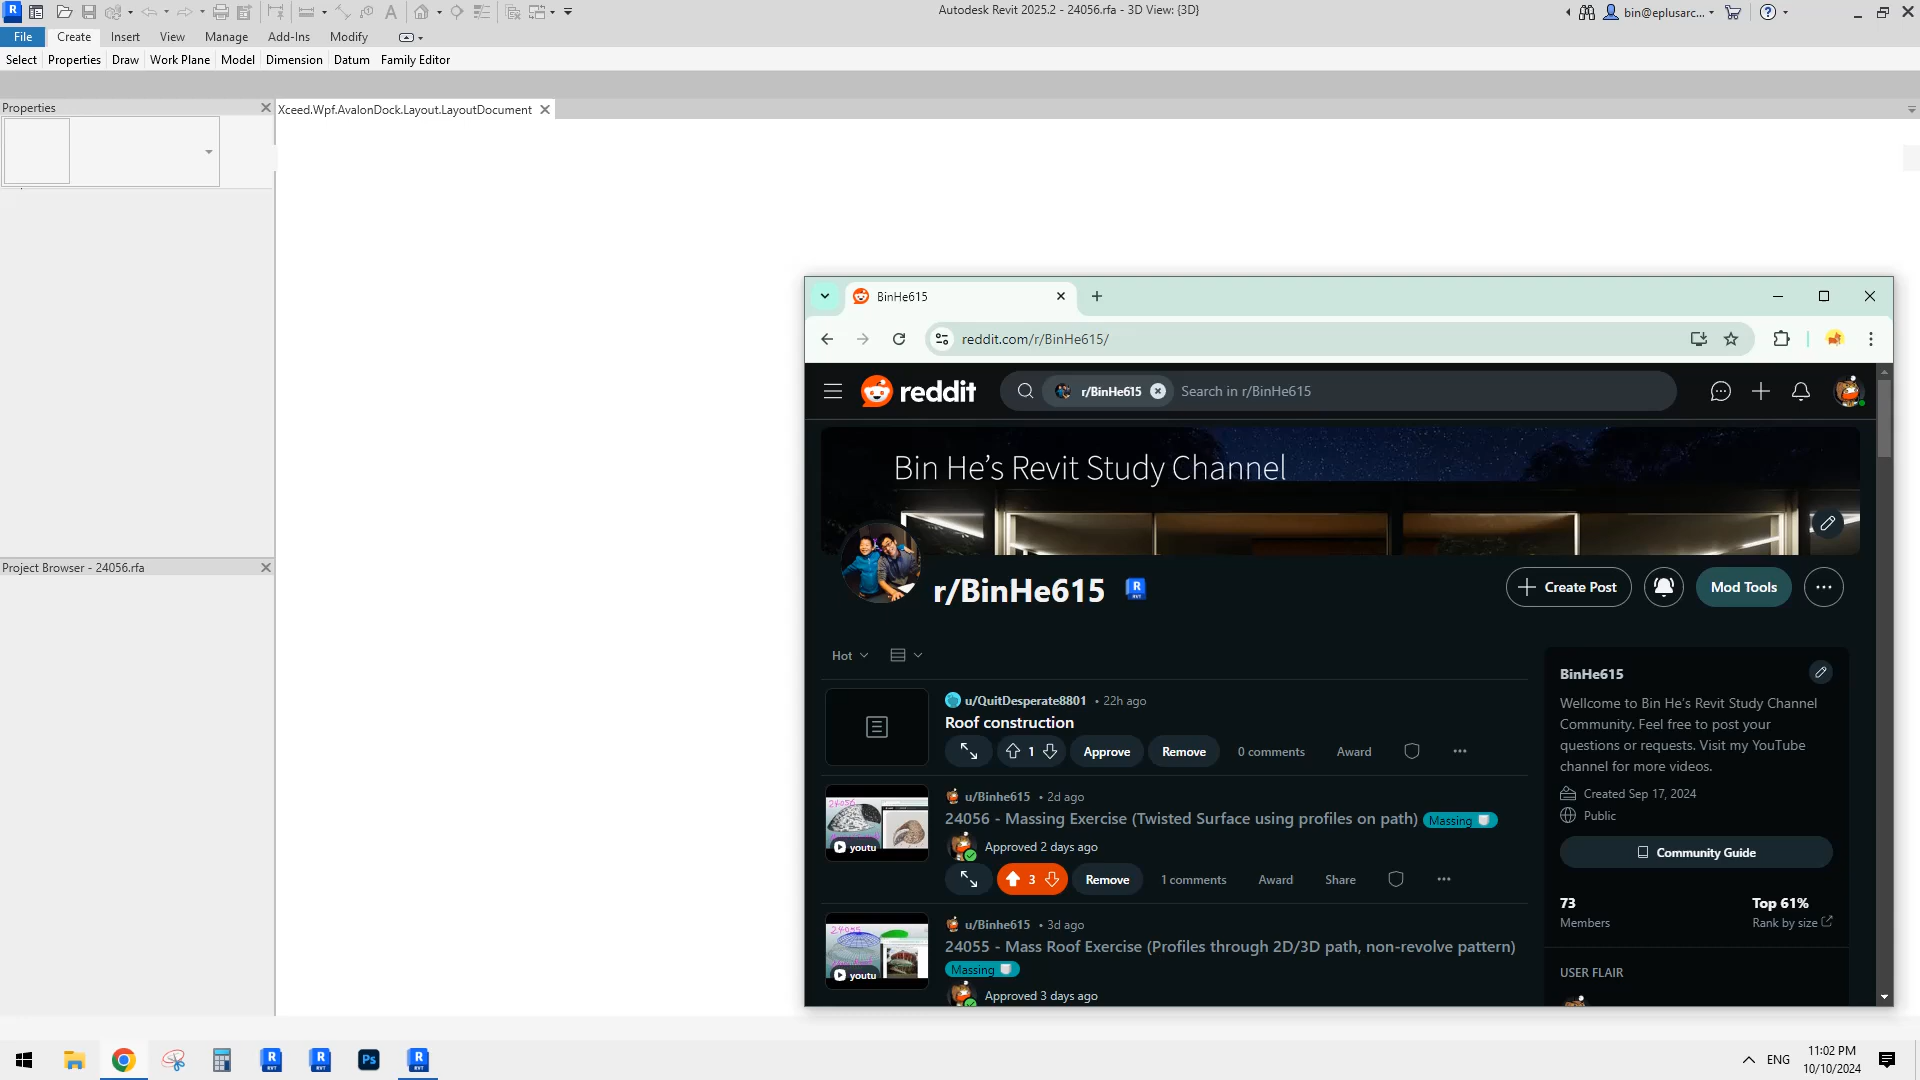 Autodesk Revit 2025.2 - 24056.rfa - 3D View: {3D}
bin@eplusarc...
File Create Insert View Manage Add-Ins Modify
Select Properties Draw Work Plane Model Dimension Datum Family Editor
Properties
Xceed.Wpf.AvalonDock.Layout.LayoutDocument
Project Browser - 24056.rfa
BinHe615
reddit.com/r/BinHe615/
reddit
r/BinHe615
Search in r/BinHe615
Bin He’s Revit Study Channel
r/BinHe615
Create Post
Mod Tools
Hot
u/QuitDesperate8801 • 22h ago
Roof construction
1
Approve
Remove
0 comments
Award
24056
youtu
u/Binhe615 • 2d ago
24056 - Massing Exercise (Twisted Surface using profiles on path)
Massing
Approved 2 days ago
3
Remove
1 comments
Award
Share
24055
youtu
u/Binhe615 • 3d ago
24055 - Mass Roof Exercise (Profiles through 2D/3D path, non-revolve pattern)
Massing
Approved 3 days ago
BinHe615
Wellcome to Bin He’s Revit Study Channel
Community. Feel free to post your
questions or requests. Visit my YouTube
channel for more videos.
Created Sep 17, 2024
Public
Community Guide
73
Members
Top 61%
Rank by size
USER FLAIR
Ps
ENG
11:02 PM
10/10/2024